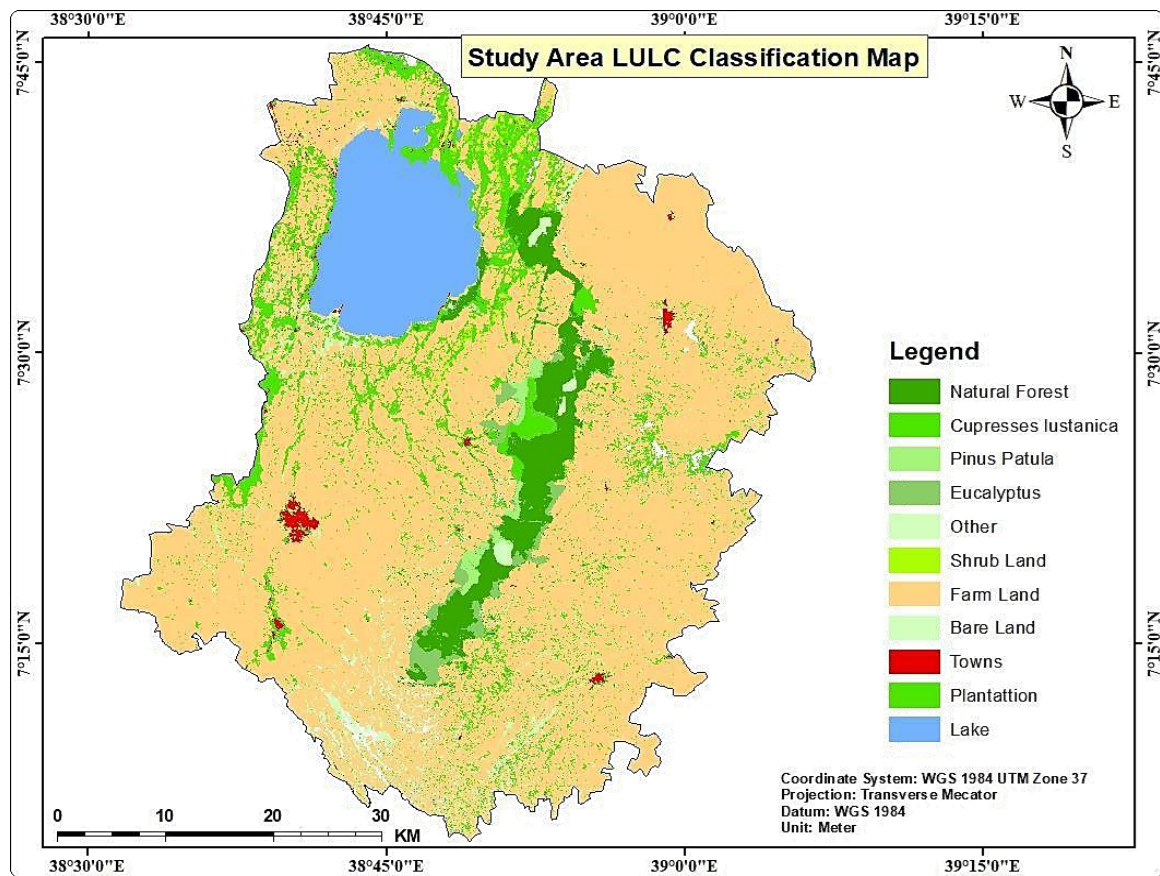 38°30'0"E 38°45'0"E 39°0'0"E 39°15'0"E
Study Area LULC Classification Map
7°45'0"N
7°45'0"N
N
W E
S
7°30'0"N
7°30'0"N
Legend
Natural Forest
Cupresses lustanica
Pinus Patula
Eucalyptus
Other
Shrub Land
Farm Land
Bare Land
Towns
Plantattion
Lake
7°15'0"N
7°15'0"N
Coordinate System: WGS 1984 UTM Zone 37
Projection: Transverse Mecator
Datum: WGS 1984
Unit: Meter
0 10 20 30
KM
38°30'0"E 38°45'0"E 39°0'0"E 39°15'0"E